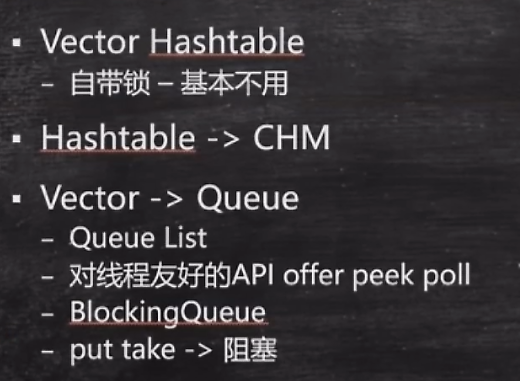 ▪ Vector Hashtable
– 自带锁 – 基本不用
▪ Hashtable -> CHM
▪ Vector -> Queue
– Queue List
– 对线程友好的API offer peek poll
– BlockingQueue
– put take -> 阻塞